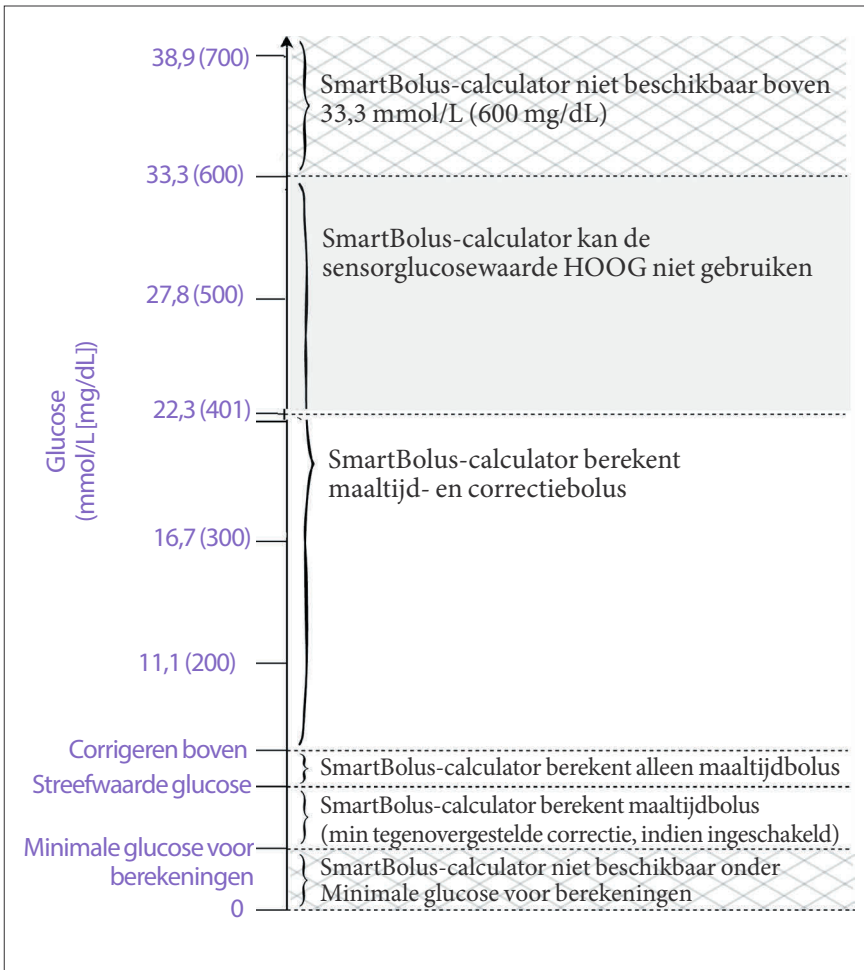 38,9 (700)
SmartBolus-calculator niet beschikbaar boven
33,3 mmol/L (600 mg/dL)
33,3 (600)
SmartBolus-calculator kan de
sensorglucosewaarde HOOG niet gebruiken
27,8 (500)
Glucose
(mmol/L [mg/dL])
22,3 (401)
SmartBolus-calculator berekent
maaltijd- en correctiebolus
16,7 (300)
11,1 (200)
Corrigeren boven
SmartBolus-calculator berekent alleen maaltijdbolus
Streefwaarde glucose
SmartBolus-calculator berekent maaltijdbolus
(min tegenovergestelde correctie, indien ingeschakeld)
Minimale glucose voor
berekeningen
SmartBolus-calculator niet beschikbaar onder
Minimale glucose voor berekeningen
0